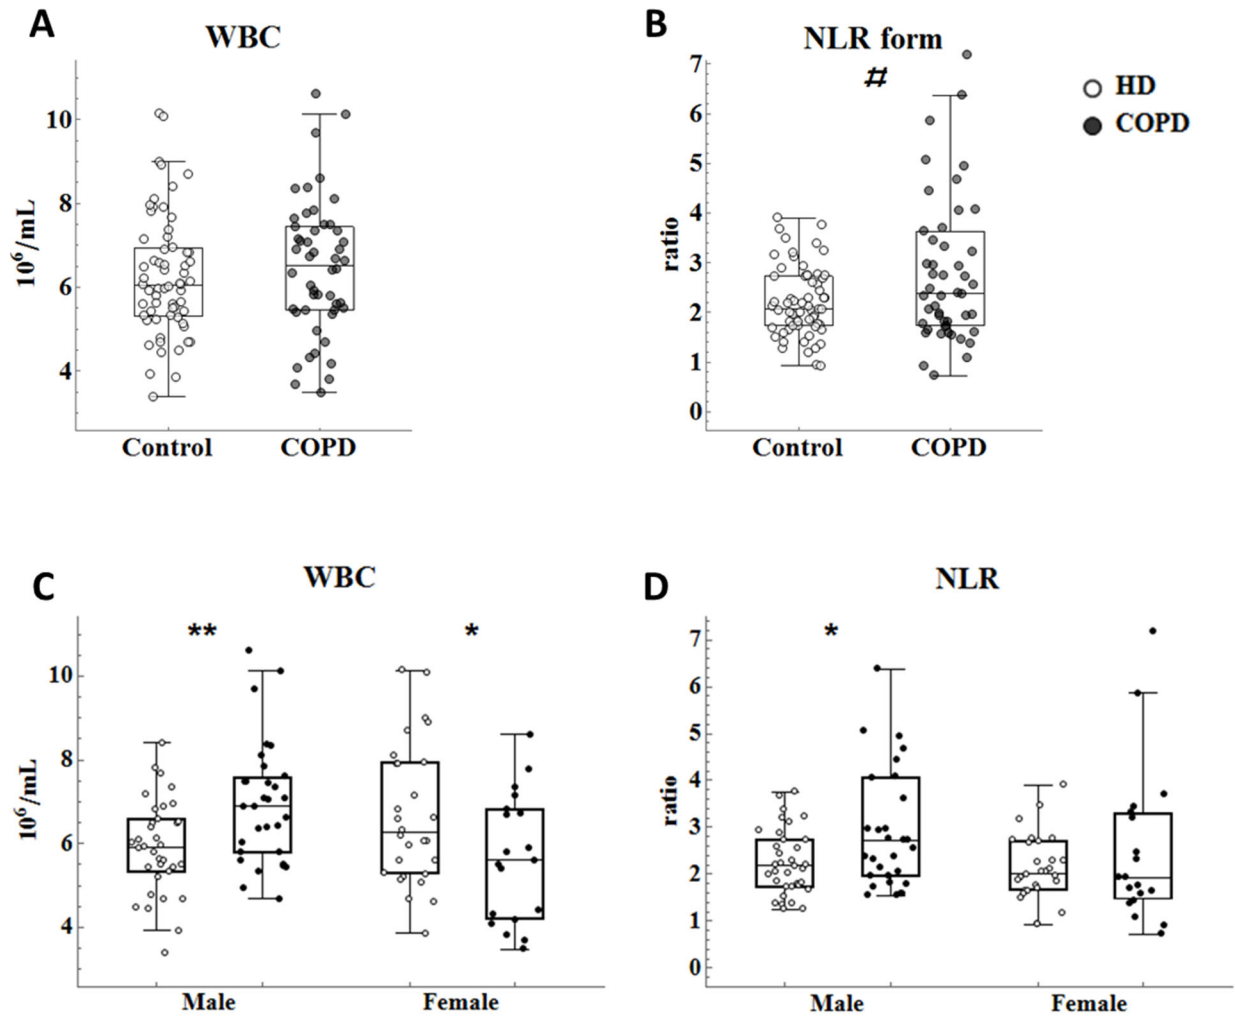 A
WBC
10
8
6
4
10⁶/mL
Control
COPD
B
NLR form
#
7
6
5
4
3
2
1
0
ratio
Control
COPD
HD
COPD
C
WBC
**
*
10
8
6
4
10⁶/mL
Male
Female
D
NLR
*
7
6
5
4
3
2
1
0
ratio
Male
Female